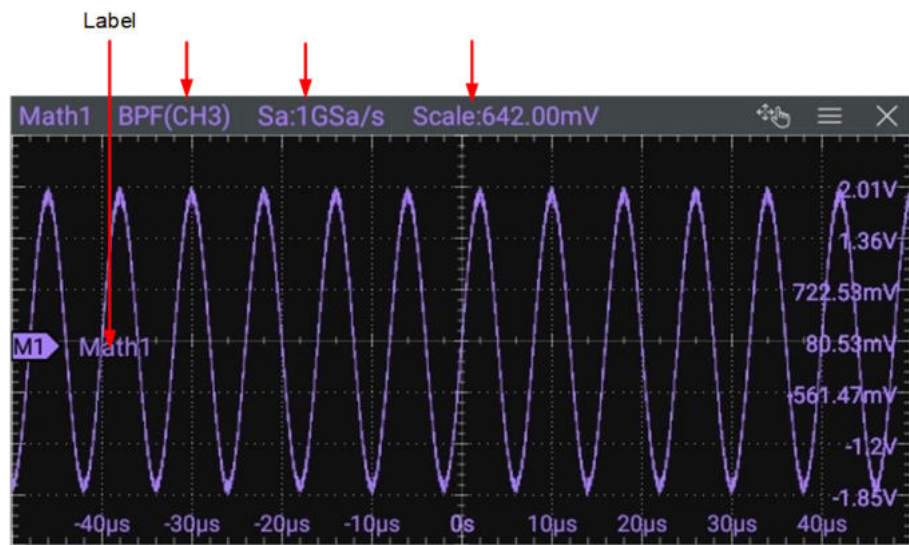 Label
Math1 BPF(CH3) Sa:1GSa/s Scale:642.00mV
2.01V
1.36V
722.53mV
M1 Math1 80.53mV
-561.47mV
-1.2V
-1.85V
-40μs -30μs -20μs -10μs 0s 10μs 20μs 30μs 40μs